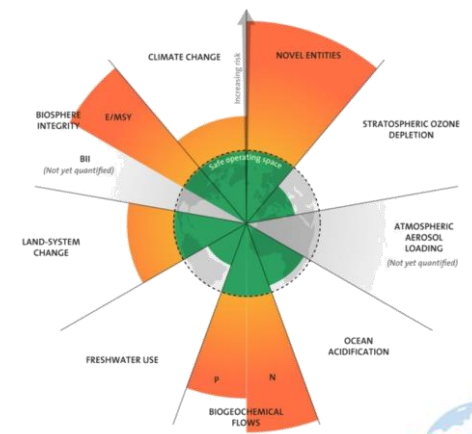 CLIMATE CHANGE
Increasing risk
NOVEL ENTITIES
STRATOSPHERIC OZONE
DEPLETION
ATMOSPHERIC
AEROSOL
LOADING
(Not yet quantified)
OCEAN
ACIDIFICATION
N
P
BIOGEOCHEMICAL
FLOWS
FRESHWATER USE
LAND-SYSTEM
CHANGE
BII
(Not yet quantified)
BIOSPHERE
INTEGRITY
E/MSY
Safe operating space